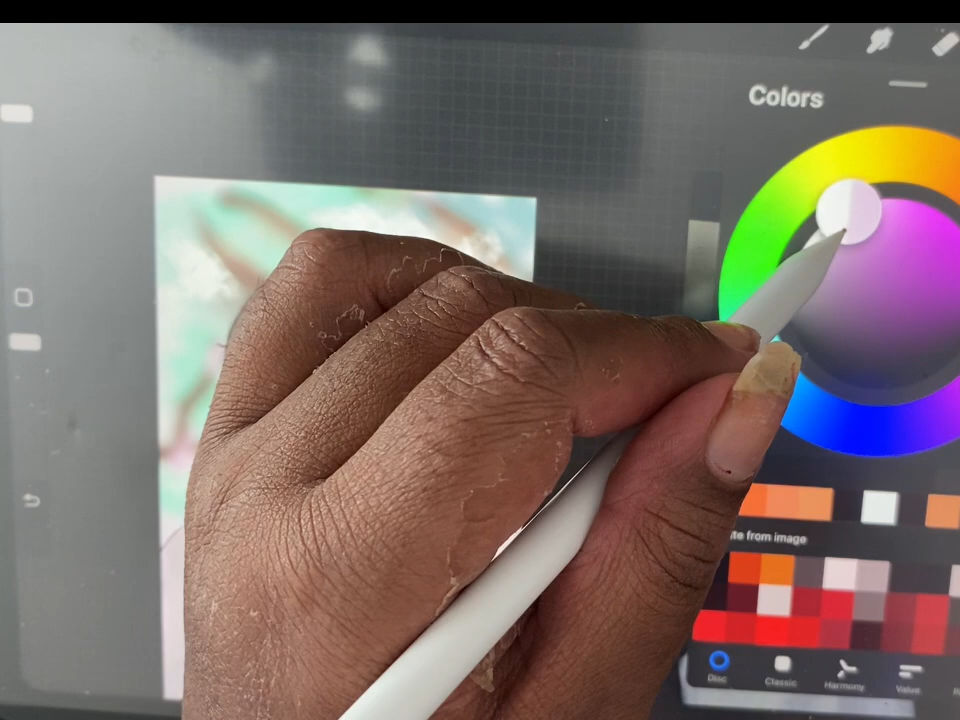 Colors
te from image
Disc
Classic
Harmony
Value